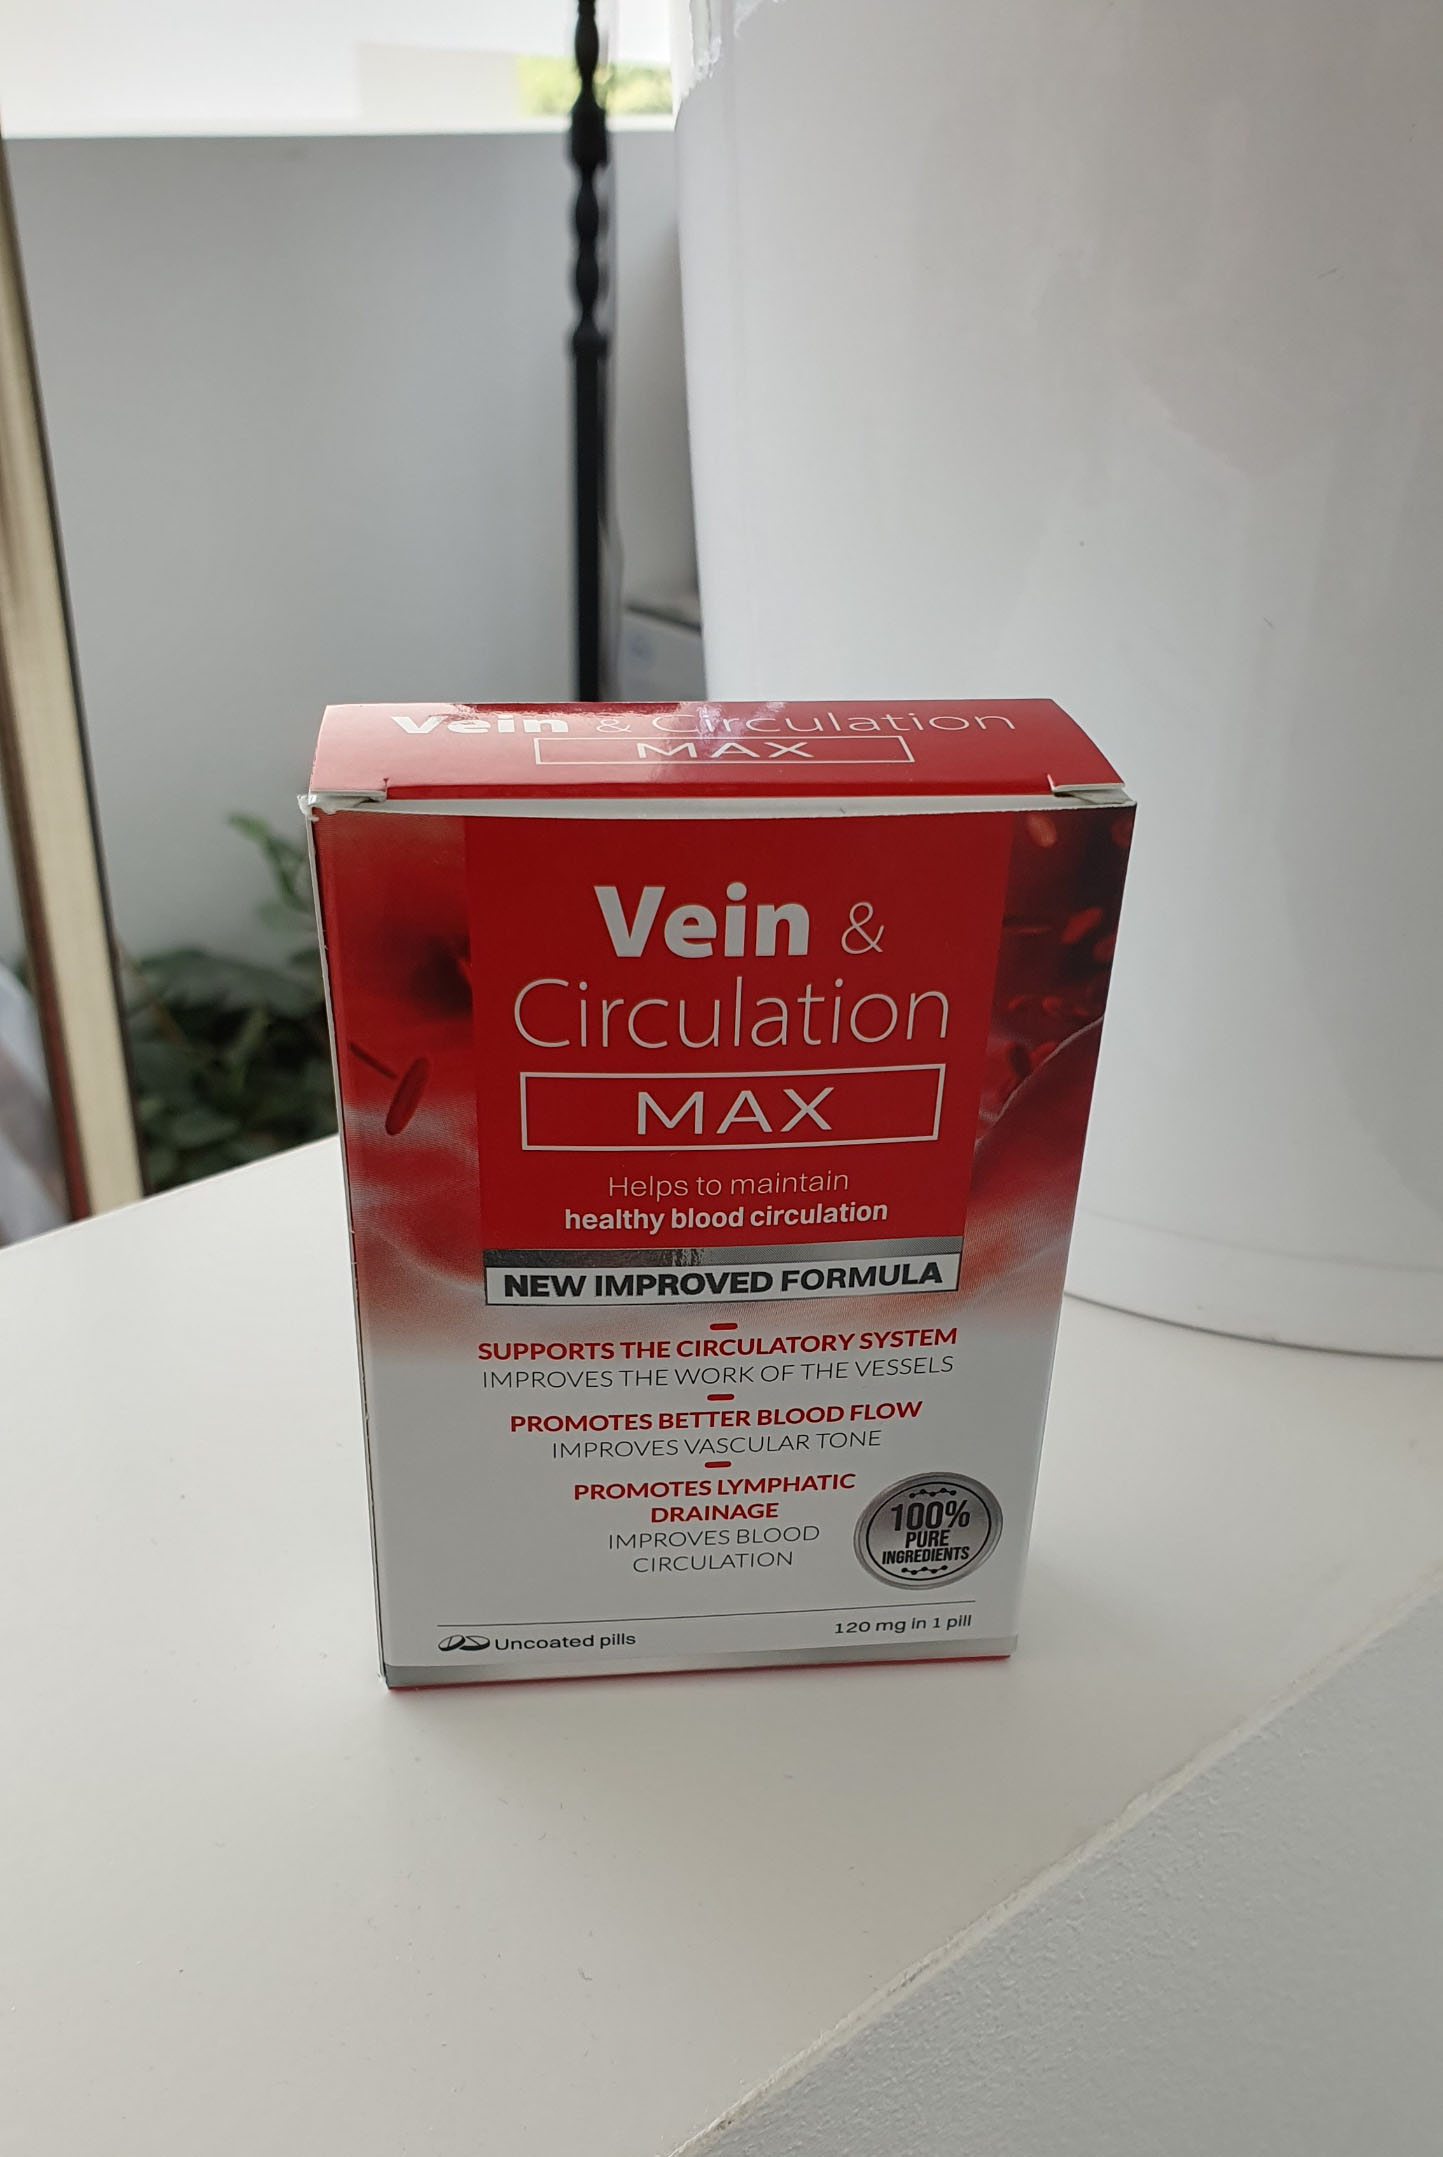 Vein & Circulation
MAX
Vein &
Circulation
MAX
Helps to maintain
healthy blood circulation
NEW IMPROVED FORMULA
SUPPORTS THE CIRCULATORY SYSTEM
IMPROVES THE WORK OF THE VESSELS
PROMOTES BETTER BLOOD FLOW
IMPROVES VASCULAR TONE
PROMOTES LYMPHATIC
DRAINAGE
IMPROVES BLOOD
CIRCULATION
100%
PURE
INGREDIENTS
Uncoated pills
120 mg in 1 pill